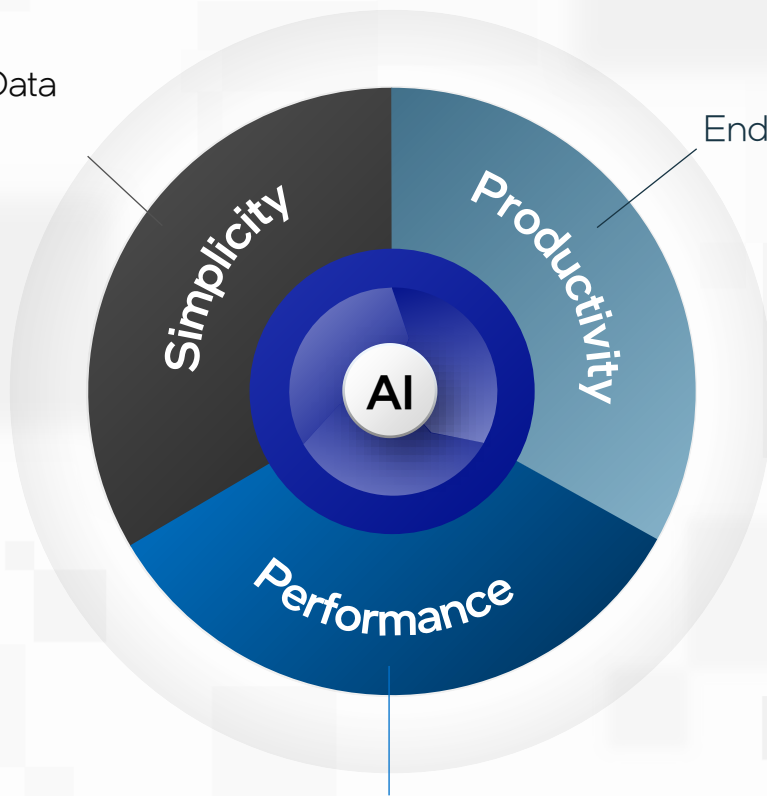 Data
End
Simplicity
Productivity
AI
Performance